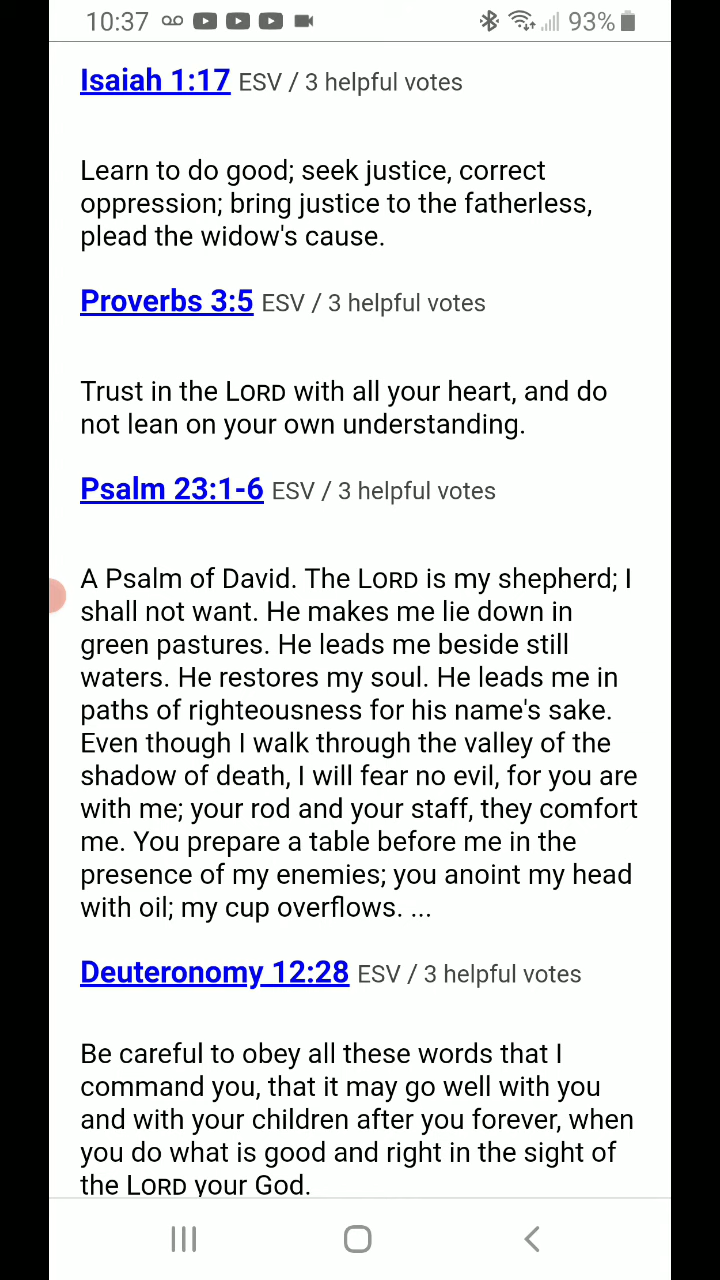 10:37 93%
Isaiah 1:17 ESV / 3 helpful votes
Learn to do good; seek justice, correct
oppression; bring justice to the fatherless,
plead the widow's cause.
Proverbs 3:5 ESV / 3 helpful votes
Trust in the LORD with all your heart, and do
not lean on your own understanding.
Psalm 23:1-6 ESV / 3 helpful votes
A Psalm of David. The LORD is my shepherd; I
shall not want. He makes me lie down in
green pastures. He leads me beside still
waters. He restores my soul. He leads me in
paths of righteousness for his name's sake.
Even though I walk through the valley of the
shadow of death, I will fear no evil, for you are
with me; your rod and your staff, they comfort
me. You prepare a table before me in the
presence of my enemies; you anoint my head
with oil; my cup overflows. ...
Deuteronomy 12:28 ESV / 3 helpful votes
Be careful to obey all these words that I
command you, that it may go well with you
and with your children after you forever, when
you do what is good and right in the sight of
the LORD your God.